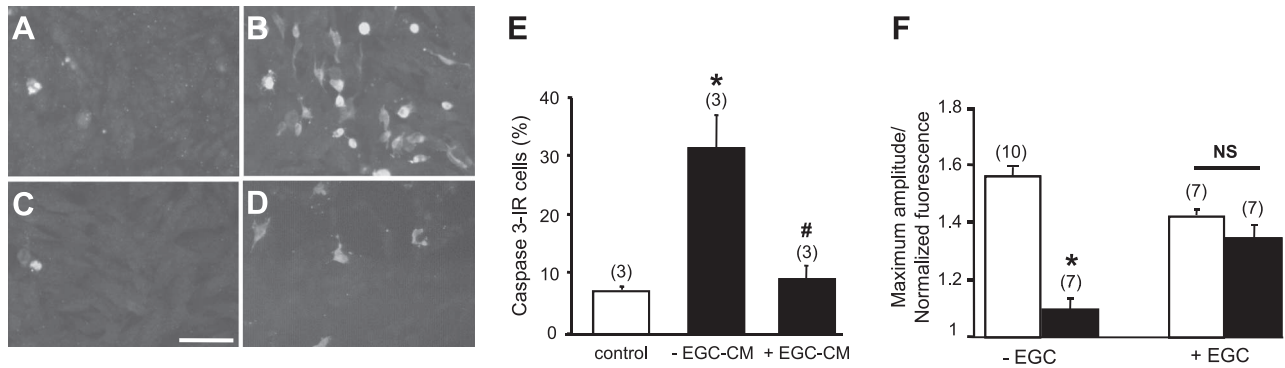 A
B
C
D
E
Caspase 3-IR cells (%)
40
30
20
10
0
*
(3)
(3)
#
(3)
control
- EGC-CM
+ EGC-CM
F
Maximum amplitude/
Normalized fluorescence
1.8
1.6
1.4
1.2
1
(10)
*
(7)
NS
(7)
(7)
- EGC
+ EGC